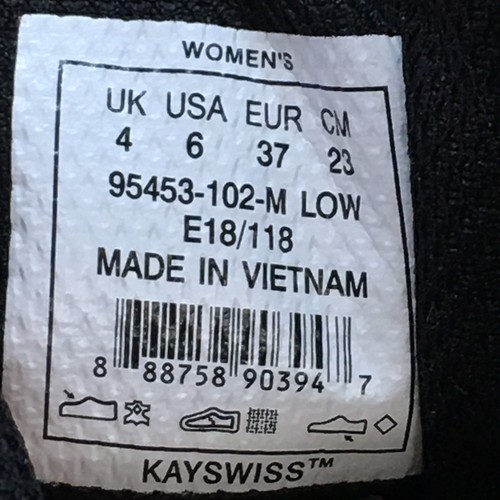 WOMEN'S
UK USA EUR CM
4 6 37 23
95453-102-M LOW
E18/118
MADE IN VIETNAM
8 88758 90394 7
KAYSWISS™